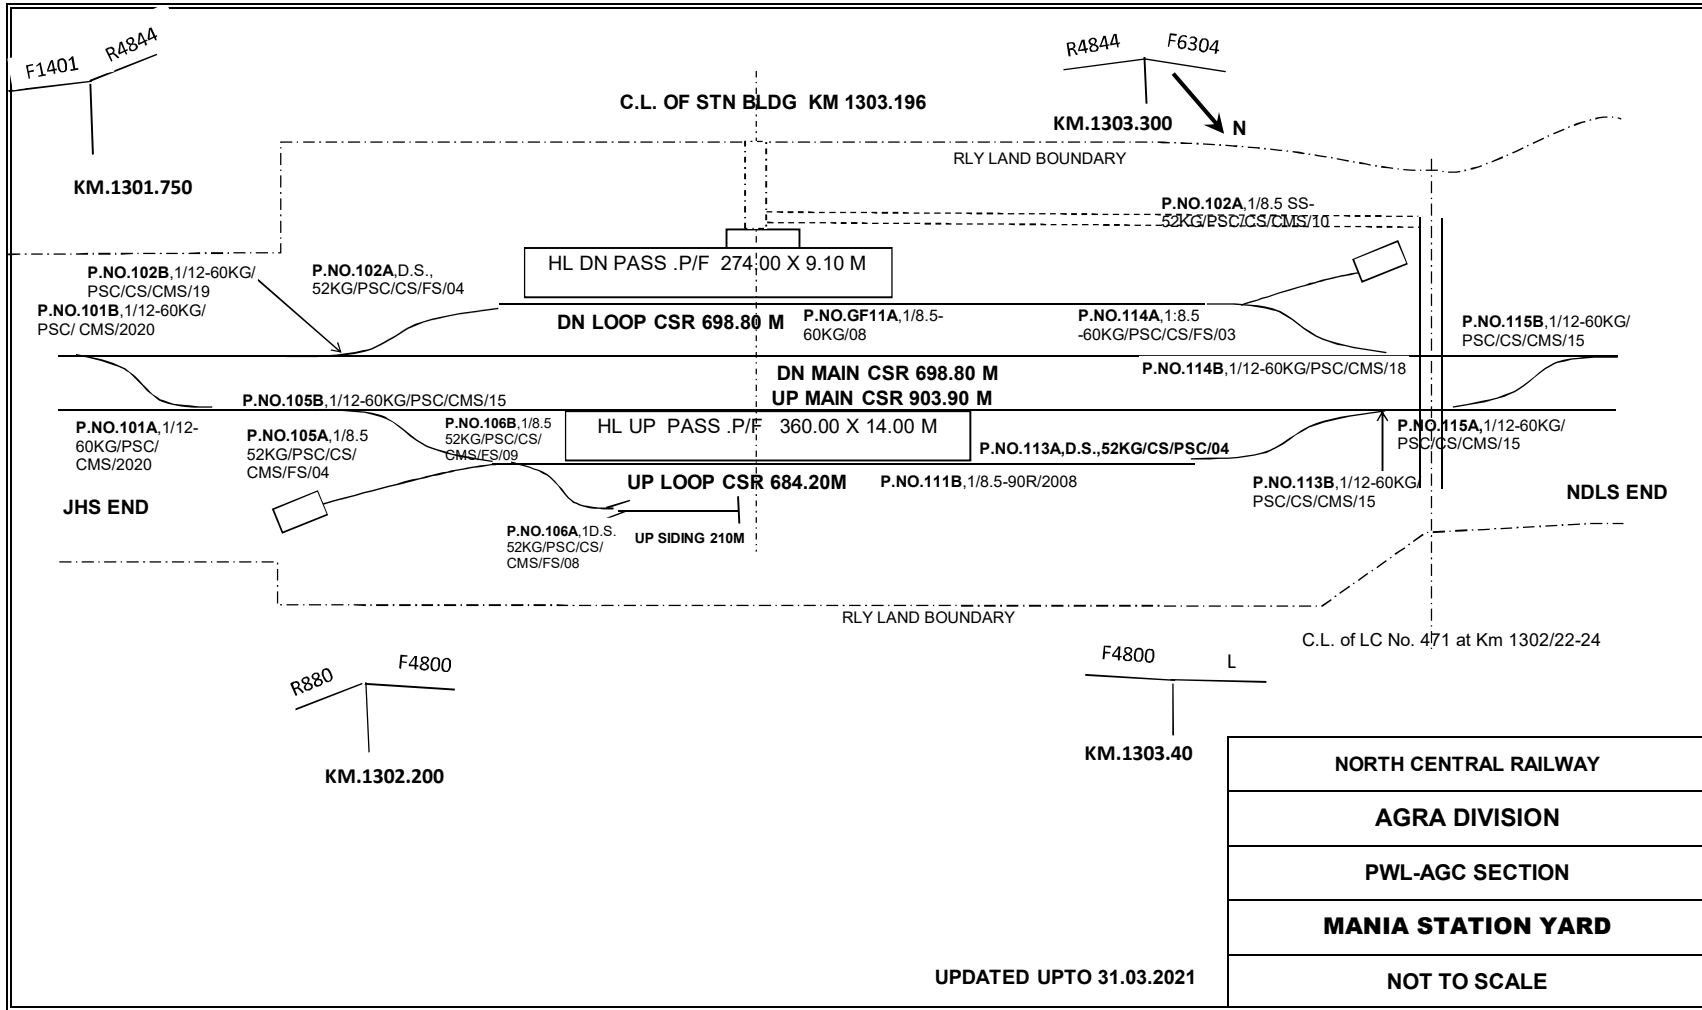 F1401 R4844
R4844 F6304
C.L. OF STN BLDG KM 1303.196
KM.1303.300
N
RLY LAND BOUNDARY
KM.1301.750
P.NO.102A,1/8.5 SS-
52KG/PSC/CS/CMS/10
P.NO.102B,1/12-60KG/
PSC/CS/CMS/19
P.NO.102A,D.S.,
52KG/PSC/CS/FS/04
HL DN PASS .P/F 274.00 X 9.10 M
P.NO.101B,1/12-60KG/
PSC/ CMS/2020
DN LOOP CSR 698.80 M
P.NO.GF11A,1/8.5-
60KG/08
P.NO.114A,1:8.5
-60KG/PSC/CS/FS/03
P.NO.115B,1/12-60KG/
PSC/CS/CMS/15
DN MAIN CSR 698.80 M
P.NO.114B,1/12-60KG/PSC/CMS/18
UP MAIN CSR 903.90 M
P.NO.105B,1/12-60KG/PSC/CMS/15
P.NO.101A,1/12-
60KG/PSC/
CMS/2020
P.NO.105A,1/8.5
52KG/PSC/CS/
CMS/FS/04
P.NO.106B,1/8.5
52KG/PSC/CS/
CMS/FS/09
HL UP PASS .P/F 360.00 X 14.00 M
P.NO.113A,D.S.,52KG/CS/PSC/04
P.NO.115A,1/12-60KG/
PSC/CS/CMS/15
UP LOOP CSR 684.20M
P.NO.111B,1/8.5-90R/2008
P.NO.113B,1/12-60KG/
PSC/CS/CMS/15
JHS END
NDLS END
P.NO.106A,1D.S.
52KG/PSC/CS/
CMS/FS/08
UP SIDING 210M
RLY LAND BOUNDARY
C.L. of LC No. 471 at Km 1302/22-24
R880 F4800
F4800 L
KM.1302.200
KM.1303.40
NORTH CENTRAL RAILWAY
AGRA DIVISION
PWL-AGC SECTION
MANIA STATION YARD
UPDATED UPTO 31.03.2021
NOT TO SCALE